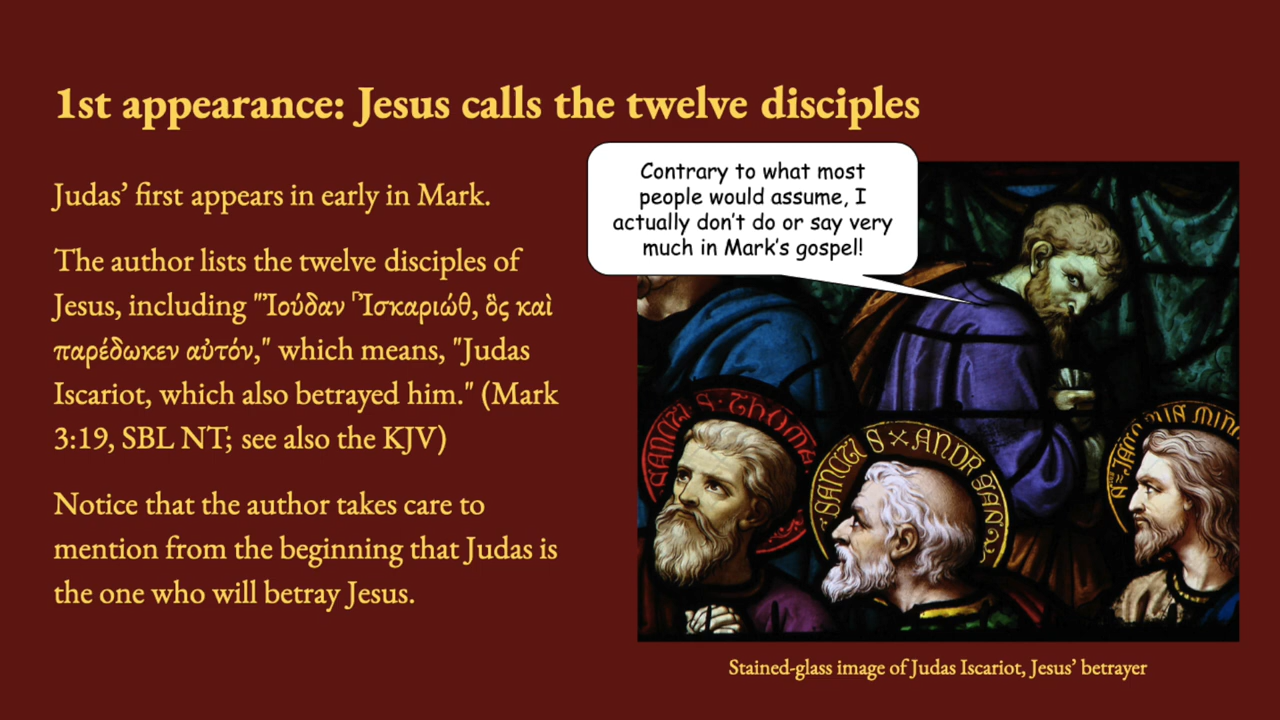 1st appearance: Jesus calls the twelve disciples
Judas’ first appears in early in Mark.
The author lists the twelve disciples of
Jesus, including "Ἰούδαν ⸀Ἰσκαριώθ, ὃς καὶ
παρέδωκεν αὐτόν," which means, "Judas
Iscariot, which also betrayed him." (Mark
3:19, SBL NT; see also the KJV)
Notice that the author takes care to
mention from the beginning that Judas is
the one who will betray Jesus.
Contrary to what most
people would assume, I
actually don’t do or say very
much in Mark’s gospel!
SANCTI S THOMA
SANCTI S X ANDR
Stained-glass image of Judas Iscariot, Jesus’ betrayer